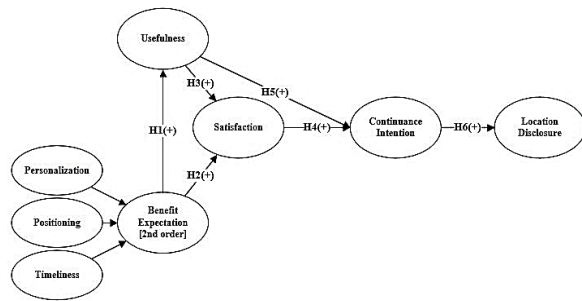 Usefulness
H3(+)
H5(+)
H1(+)
Satisfaction
H4(+)
Continuance
Intention
H6(+)
Location
Disclosure
H2(+)
Personalization
Positioning
Timeliness
Benefit
Expectation
[2nd order]